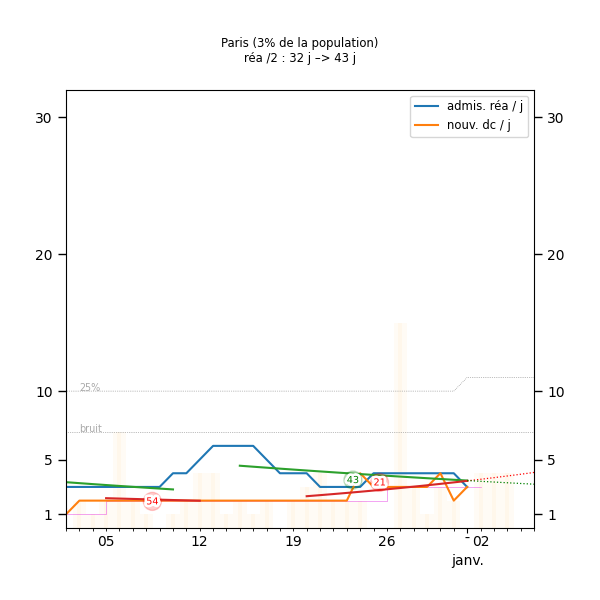 Paris (3% de la population)
réa /2 : 32 j –> 43 j
admis. réa / j
nouv. dc / j
30 30
20 20
25%
10 10
bruit
5 5
43 21
54
1 1
05 12 19 26 02
janv.